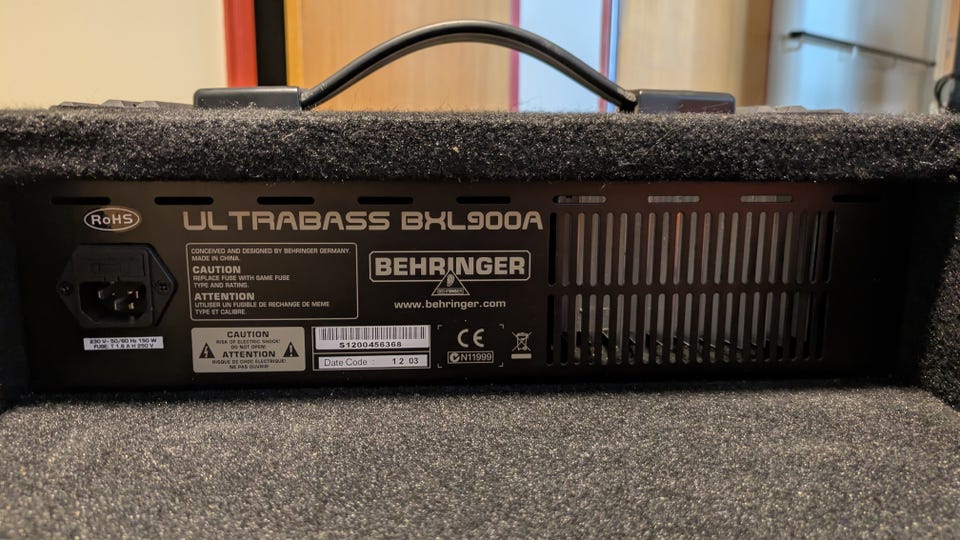 RoHS
ULTRABASS BXL900A
CONCEIVED AND DESIGNED BY BEHRINGER GERMANY.
MADE IN CHINA.
CAUTION
REPLACE FUSE WITH SAME FUSE
TYPE AND RATING.
ATTENTION
UTILISER UN FUSIBLE DE RECHANGE DE MEME
TYPE ET CALIBRE.
BEHRINGER
BEHRINGER
www.behringer.com
230 V~ 50/60 Hz 150 W
FUSE: T 1.6 A H 250 V
CAUTION
RISK OF ELECTRIC SHOCK!
DO NOT OPEN!
ATTENTION
RISQUE DE CHOC ELECTRIQUE!
NE PAS OUVRIR!
S1200456368
Date Code : 12 03
CE
N11999